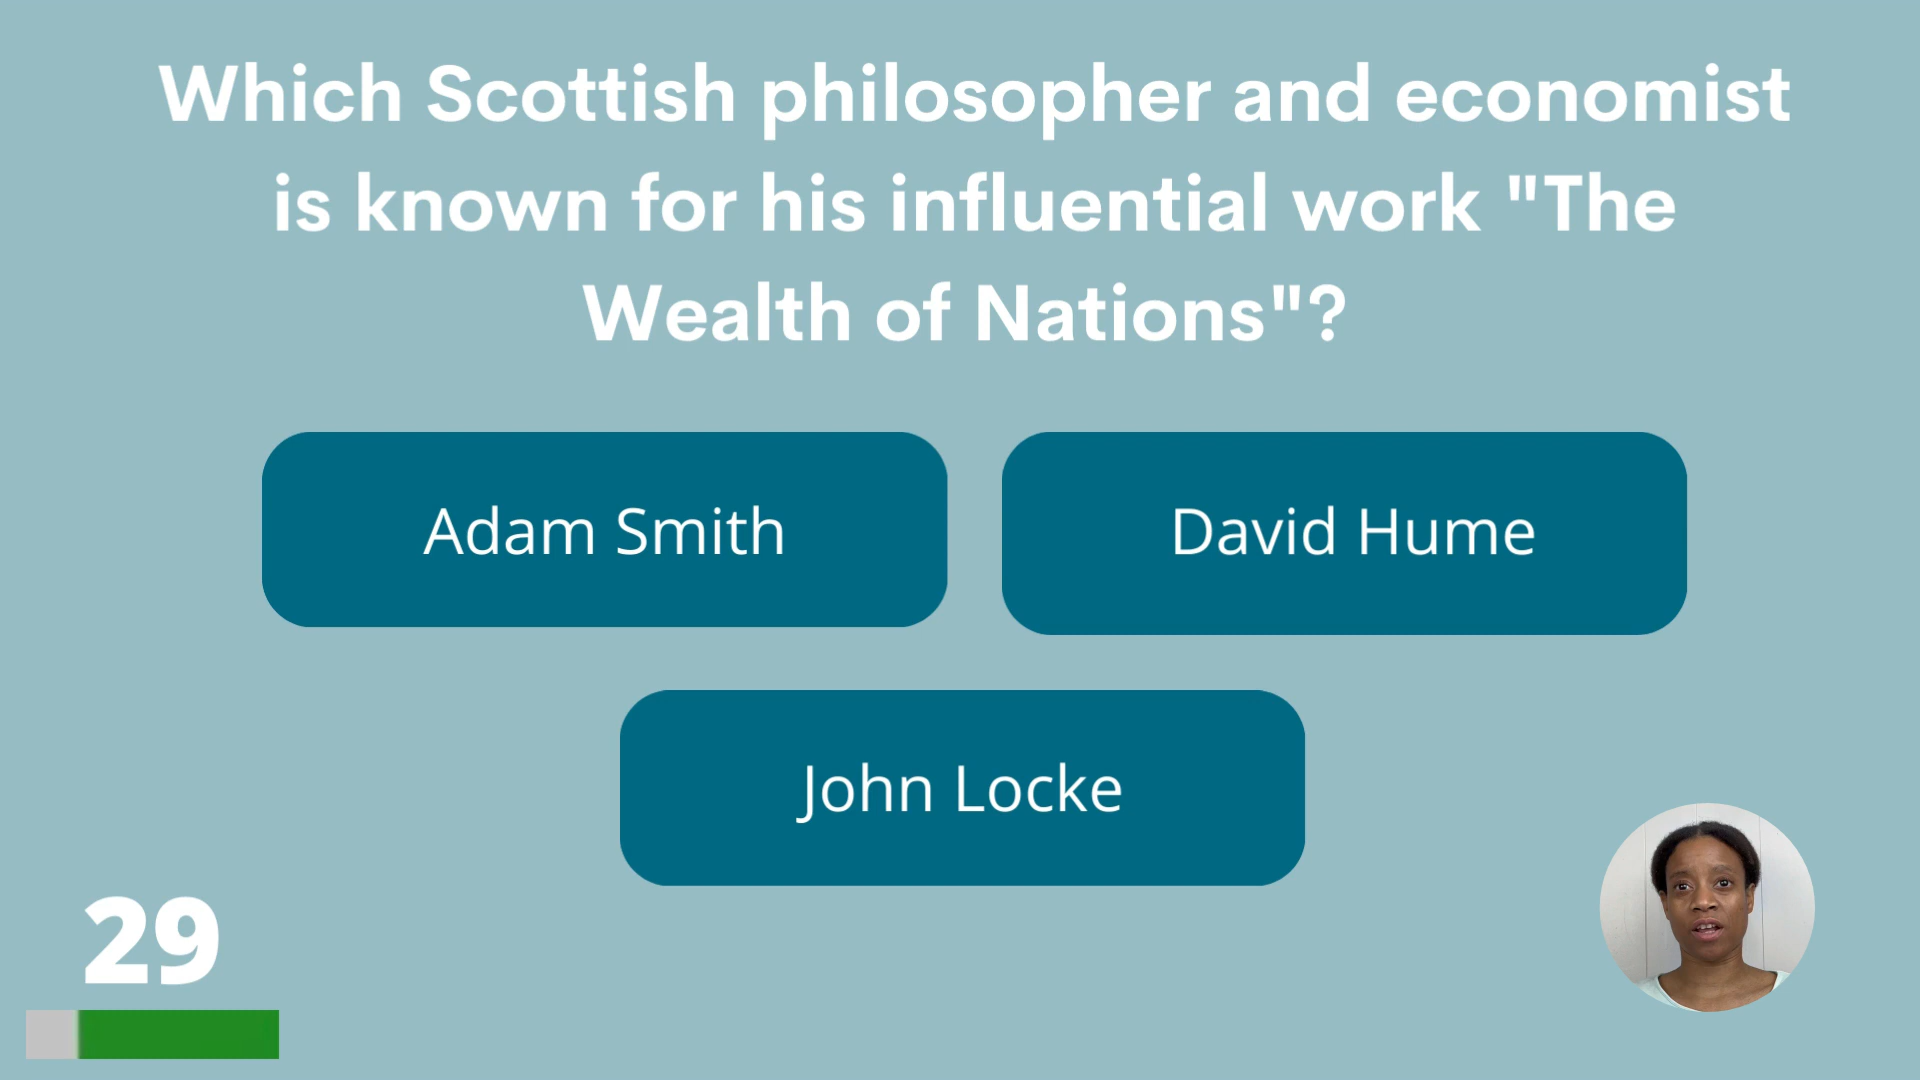 Which Scottish philosopher and economist
is known for his influential work "The
Wealth of Nations"?
Adam Smith
David Hume
John Locke
29